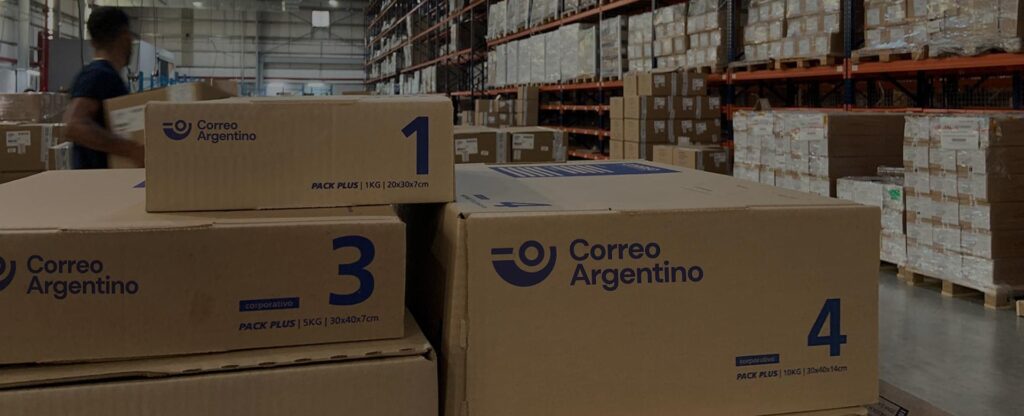 Correo
Argentino
1
PACK PLUS | 1KG | 20x30x7cm
Correo
Argentino
3
corporativo
PACK PLUS | 5KG | 30x40x7cm
Correo
Argentino
4
corporativo
PACK PLUS | 10KG | 30x40x14cm